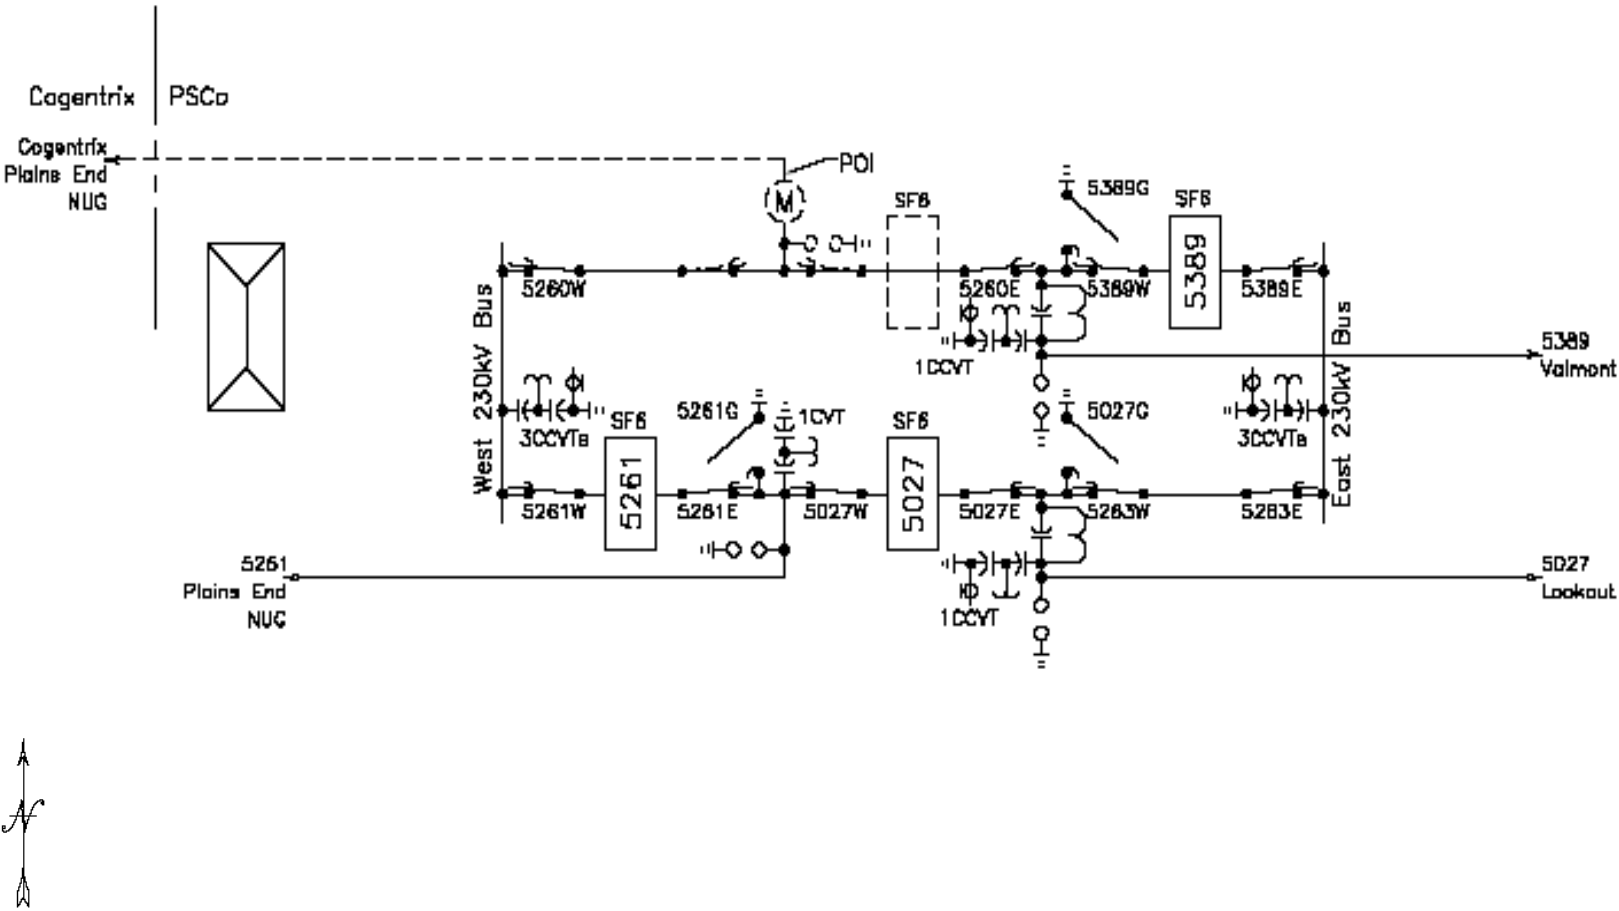 Cogentrix
PSCo
Cogentrix
Plains End
NUG
POI
M
SF6
5389G
SF6
5389
5260W
5260E
5389W
5389E
West 230kV Bus
East 230kV Bus
1CCVT
5389
Valmont
3CCVTs
SF6
5261G
1CVT
SF6
5027G
3CCVTs
5261
5027
5261W
5261E
5027W
5027E
5283W
5283E
5261
Plains End
NUG
1CCVT
5027
Lookout
N